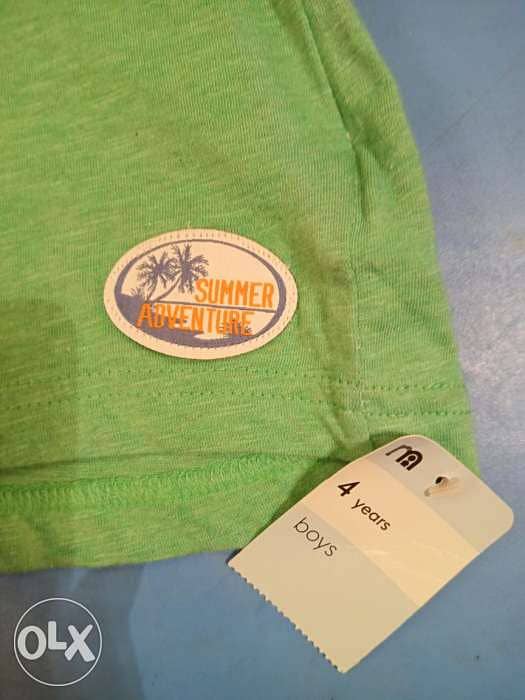 SUMMER
ADVENTURE
4 years
boys
OLX